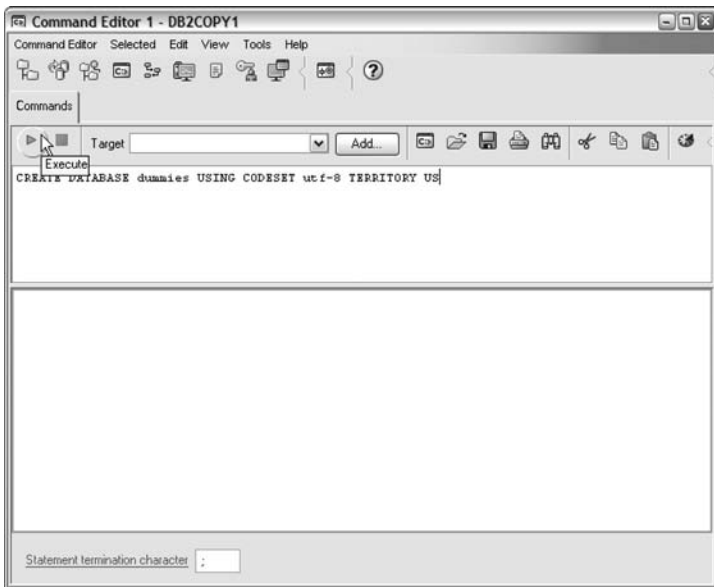 Command Editor 1 - DB2COPY1
Command Editor Selected Edit View Tools Help
Commands
Target Add...
Execute
CREATE DATABASE dummies USING CODESET utf-8 TERRITORY US
Statement termination character ;